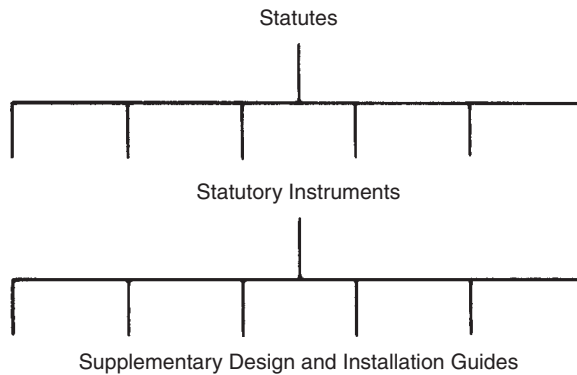 Statutes
Statutory Instruments
Supplementary Design and Installation Guides